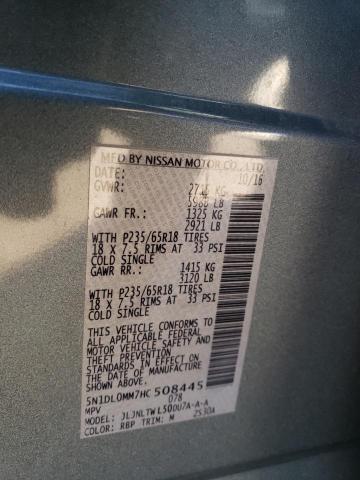 MFD BY NISSAN MOTOR CO., LTD.
DATE: 10/16
GVWR: KG
LB
GAWR FR: 1325 KG
2921 LB
WITH P235/65R18 TIRES
18 X 7.5 RIMS AT 33 PSI
COLD SINGLE
GAWR RR: 1415 KG
3120 LB
WITH P235/65R18 TIRES
18 X 7.5 RIMS AT 33 PSI
COLD SINGLE
THIS VEHICLE CONFORMS TO
ALL APPLICABLE FEDERAL
MOTOR VEHICLE SAFETY AND
THEFT PREVENTION
STANDARDS IN EFFECT ON THE
DATE OF MANUFACTURE
SHOWN ABOVE.
5N1DL0MM7HC508445
MPV 078
MODEL: JLJNLTWL50UU7A-A-A
COLOR: RBP TRIM: M 2530A